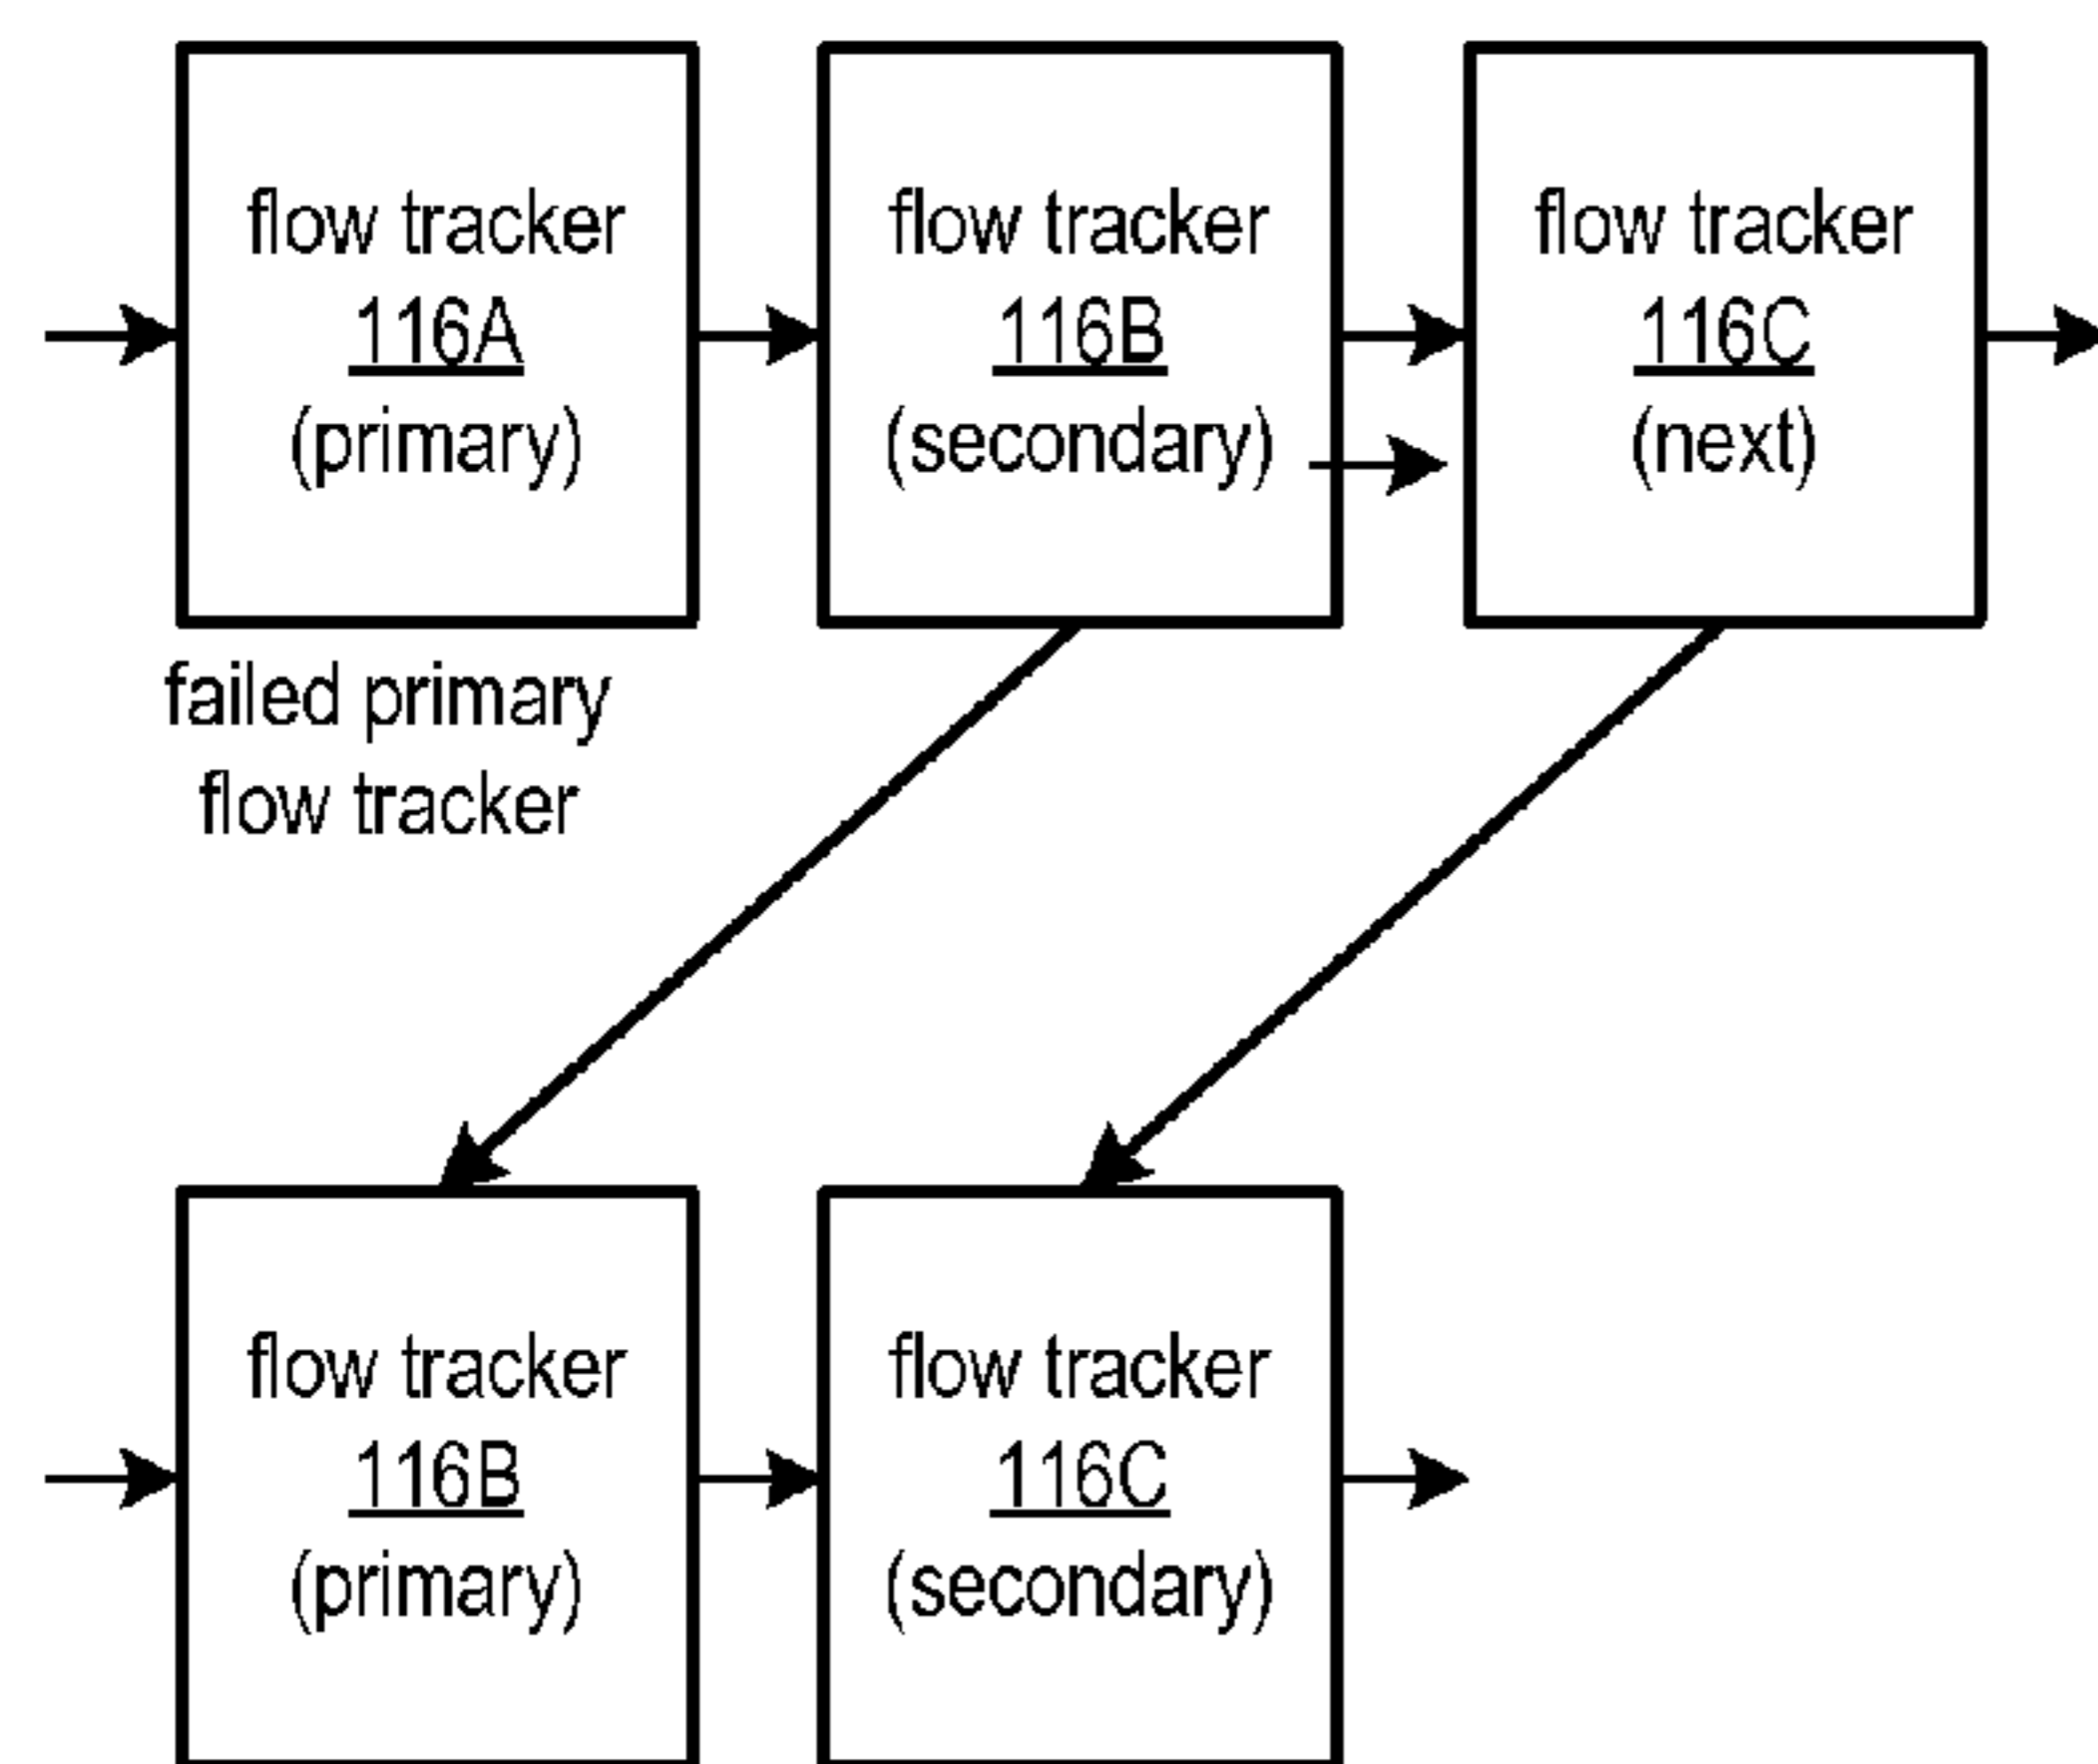 flow tracker
116A
(primary)
flow tracker
116B
(secondary)
flow tracker
116C
(next)
failed primary
flow tracker
flow tracker
116B
(primary)
flow tracker
116C
(secondary)